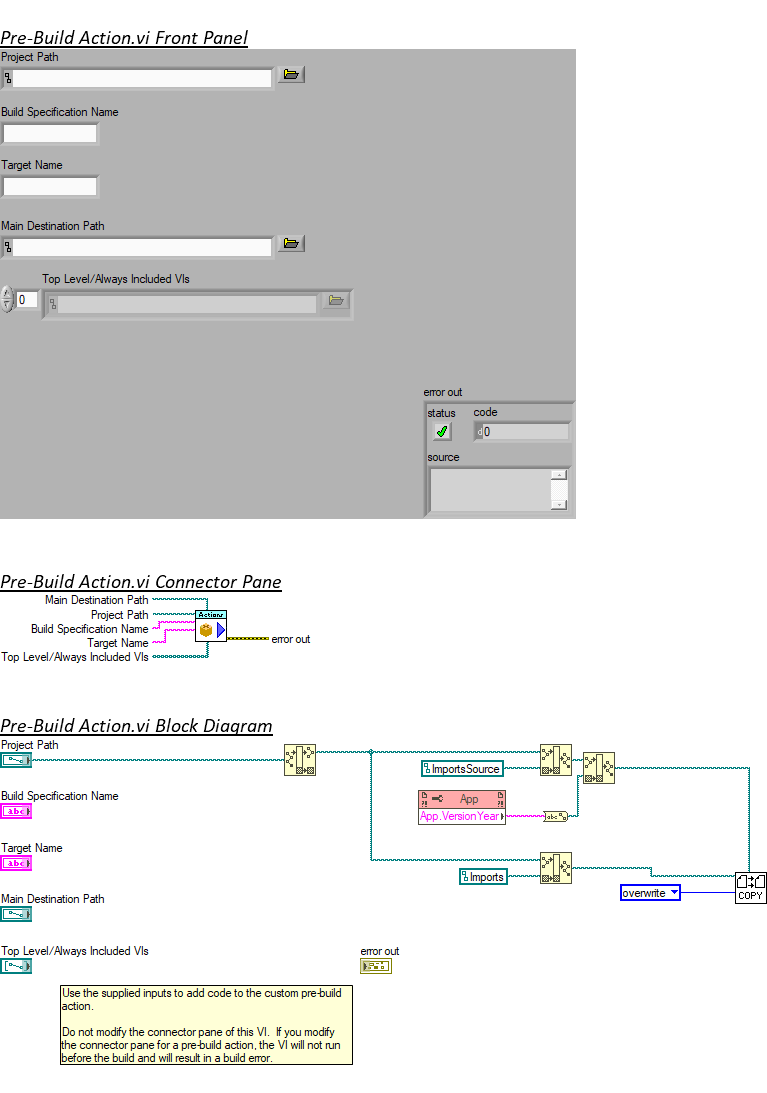 Pre-Build Action.vi Front Panel
Project Path
Build Specification Name
Target Name
Main Destination Path
Top Level/Always Included VIs
0
error out
status code
d 0
source
Pre-Build Action.vi Connector Pane
Main Destination Path
Project Path
Build Specification Name
Target Name
Top Level/Always Included VIs
Actions
error out
Pre-Build Action.vi Block Diagram
Project Path
ImportsSource
Build Specification Name
abc
App
App.VersionYear
abc
Target Name
abc
Imports
overwrite
COPY
Main Destination Path
Top Level/Always Included VIs
error out
Use the supplied inputs to add code to the custom pre-build
action.
Do not modify the connector pane of this VI.  If you modify
the connector pane for a pre-build action, the VI will not run
before the build and will result in a build error.